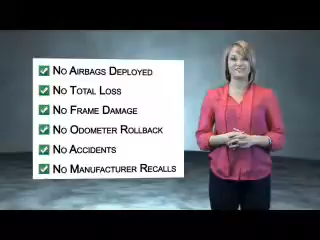 No Airbags Deployed
No Total Loss
No Frame Damage
No Odometer Rollback
No Accidents
No Manufacturer Recalls